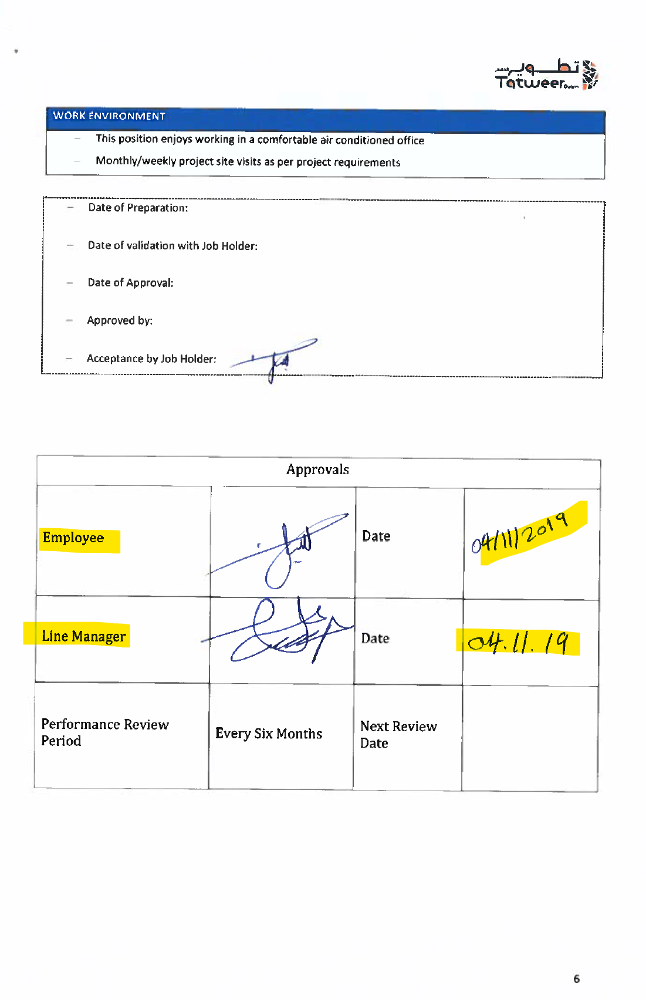 تطوير
Tatweer
WORK ENVIRONMENT
– This position enjoys working in a comfortable air conditioned office
– Monthly/weekly project site visits as per project requirements
– Date of Preparation:
– Date of validation with Job Holder:
– Date of Approval:
– Approved by:
– Acceptance by Job Holder:
Approvals
Employee Date 04/11/2019
Line Manager Date 04.11.19
Performance Review Period Every Six Months Next Review Date
6